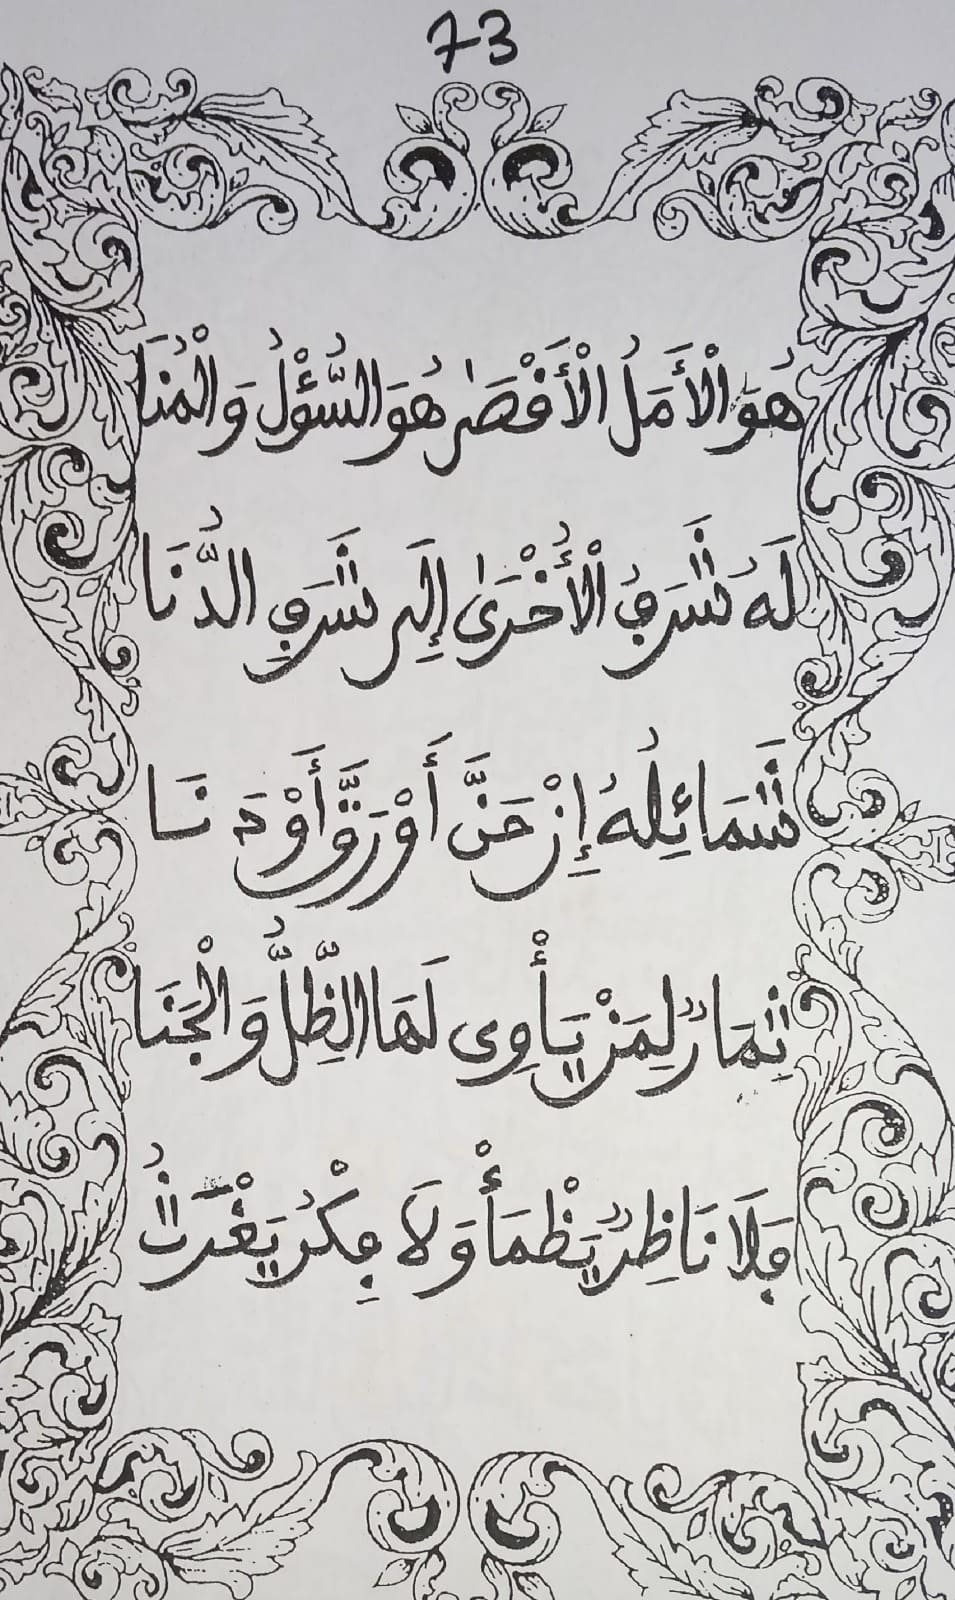 73
هُوَ الْأَمَلُ الْأَقْصَى هُوَ السُّؤْلُ وَالْمُنَا
لَهُ شَرَفُ الْأُخْرَىٰ إِلَى شَرَفِ الدُّنَا
شَمَائِلُهُ إِنْ حَنَّ أَوْ رَقَّ أَوْ دَنَا
ثِمَارٌ لِمَنْ يَأْوِى لَهَا الظِّلُّ وَالْجَنَا
فَلَا نَاظِرٌ يَظْمَأْ وَلَا فِكْرُ يَغْرَثُ